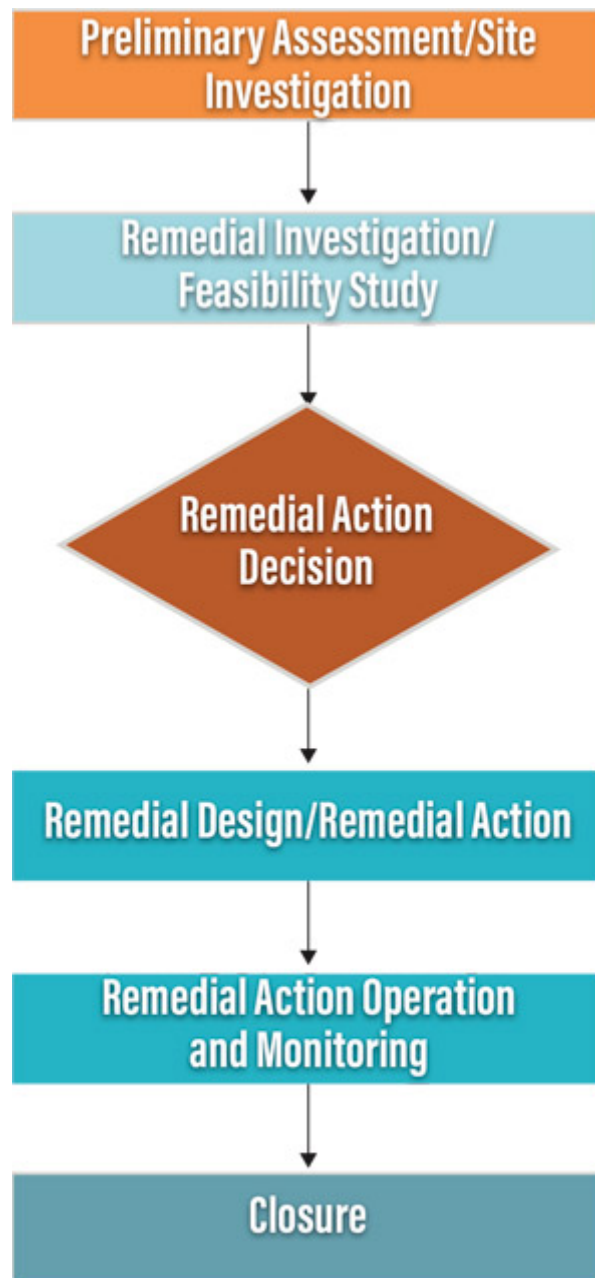 Preliminary Assessment/Site
Investigation
Remedial Investigation/
Feasibility Study
Remedial Action
Decision
Remedial Design/Remedial Action
Remedial Action Operation
and Monitoring
Closure